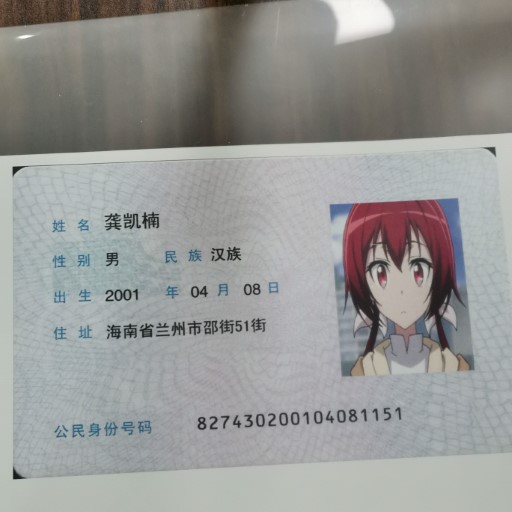 姓名 龚凯楠
性别 男 民族 汉族
出生 2001 年 04 月 08 日
住址 海南省兰州市邵街51街
公民身份号码 827430200104081151